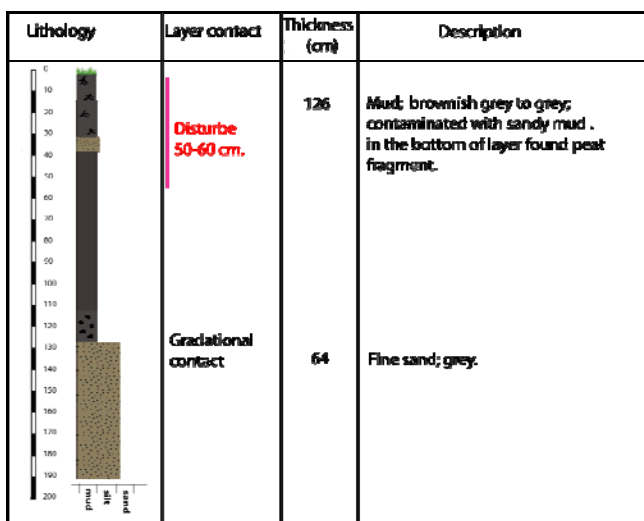 Lithology
Layer contact
Thickness
(cm)
Description
0
10
20
30
40
50
60
70
80
90
100
110
120
130
140
150
160
170
180
190
200
mud
silt
sand
Disturbe
50-60 cm.
126
Mud; brownish grey to grey;
contaminated with sandy mud .
in the bottom of layer found peat
fragment.
Gradational
contact
64
Fine sand; grey.